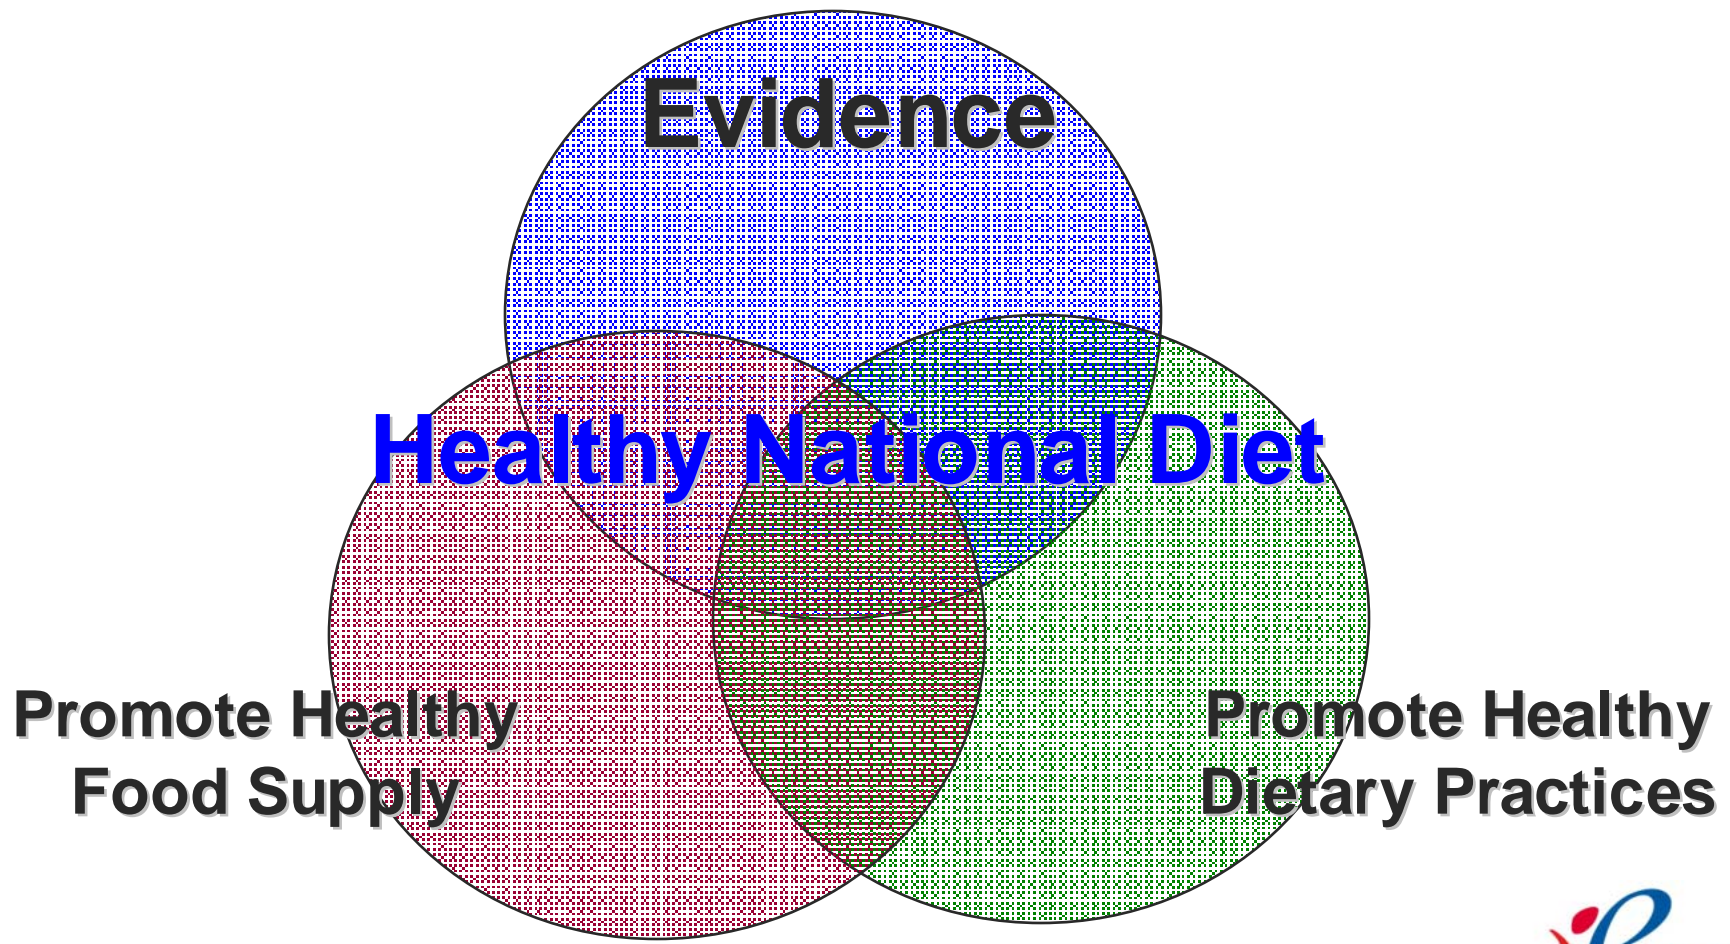 Evidence
Healthy National Diet
Promote Healthy
Food Supply
Promote Healthy
Dietary Practices